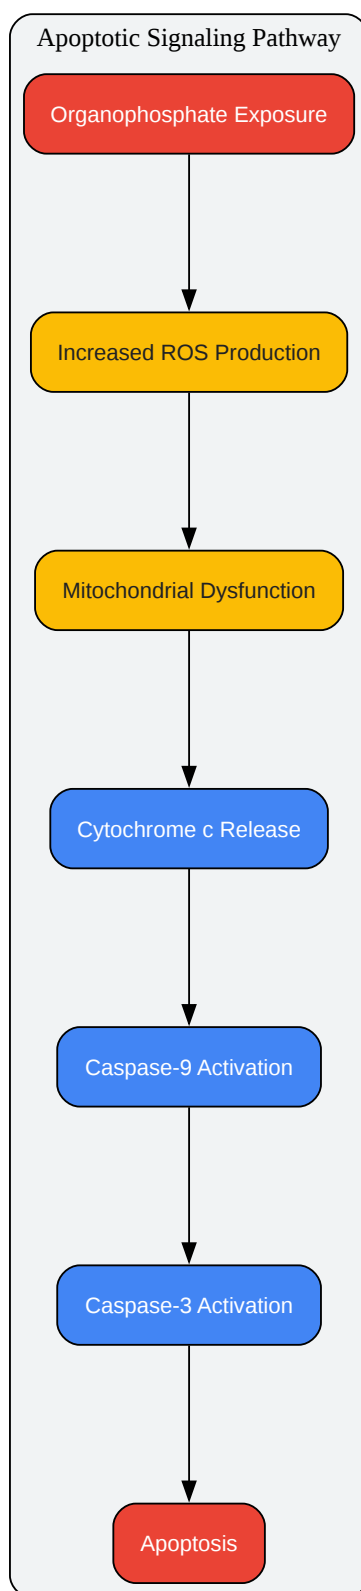 Apoptotic Signaling Pathway
Organophosphate Exposure
Increased ROS Production
Mitochondrial Dysfunction
Cytochrome c Release
Caspase-9 Activation
Caspase-3 Activation
Apoptosis